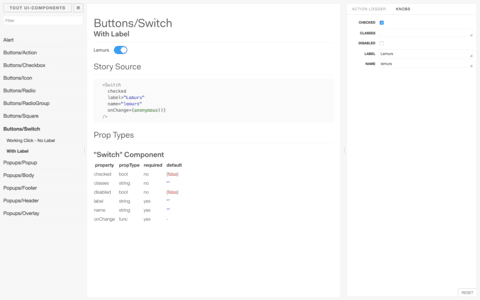 TOUT UI-COMPONENTS
⌘
Filter
Alert
Buttons/Action
Buttons/Checkbox
Buttons/Icon
Buttons/Radio
Buttons/RadioGroup
Buttons/Square
Buttons/Switch
Working Click - No Label
With Label
Popups/Popup
Popups/Body
Popups/Footer
Popups/Header
Popups/Overlay
Buttons/Switch
With Label
Lemurs
Story Source
<Switch
checked
label="Lemurs"
name="lemurs"
onChange={anonymous()}
/>
Prop Types
"Switch" Component
property propType required default
checked bool no {false}
classes string no ""
disabled bool no {false}
label string yes ""
name string yes ""
onChange func yes -
ACTION LOGGER KNOBS
CHECKED
CLASSES
DISABLED
LABEL Lemurs
NAME lemurs
RESET